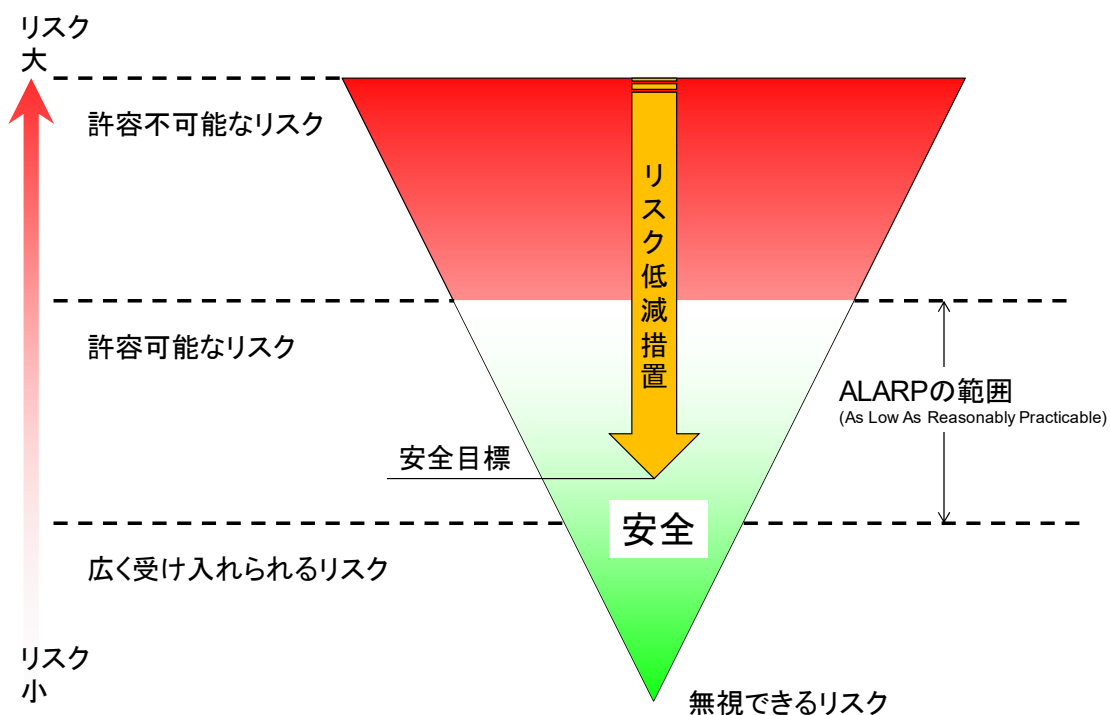 リスク
大
許容不可能なリスク
リスク低減措置
許容可能なリスク
ALARPの範囲
(As Low As Reasonably Practicable)
安全目標
安全
広く受け入れられるリスク
リスク
小
無視できるリスク